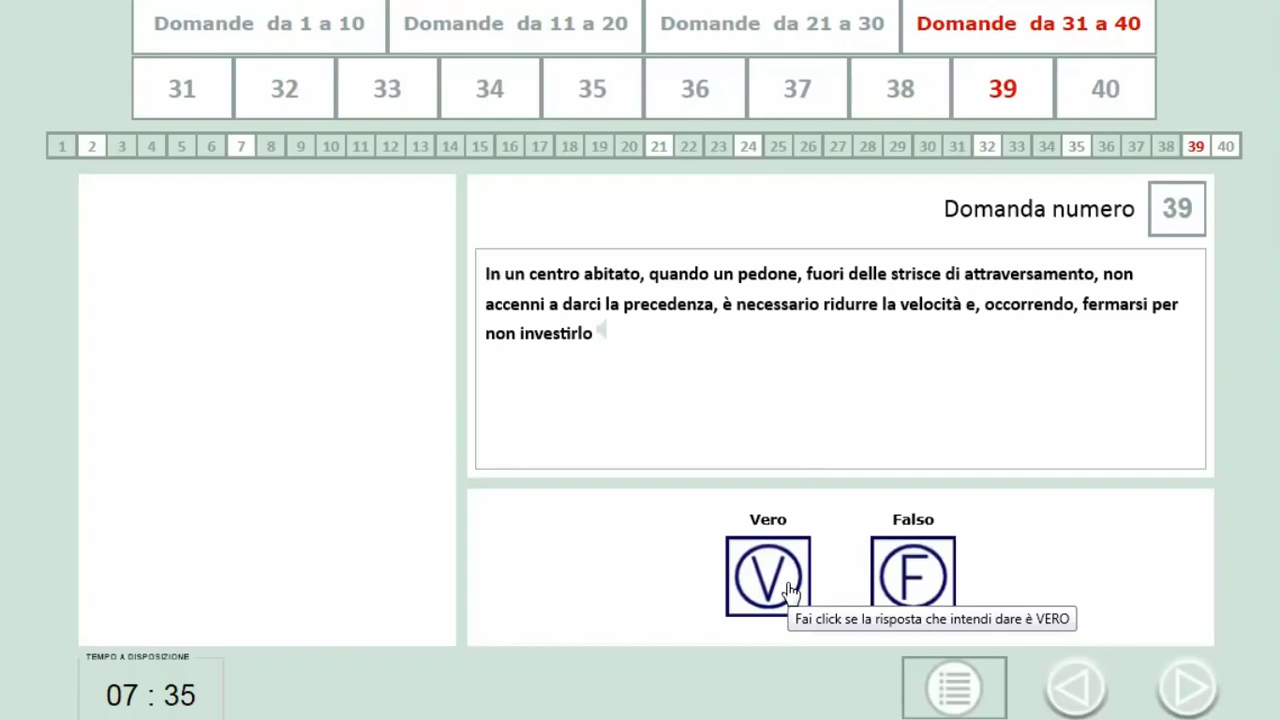 Domande da 1 a 10 Domande da 11 a 20 Domande da 21 a 30 Domande da 31 a 40
31 32 33 34 35 36 37 38 39 40
1 2 3 4 5 6 7 8 9 10 11 12 13 14 15 16 17 18 19 20 21 22 23 24 25 26 27 28 29 30 31 32 33 34 35 36 37 38 39 40
Domanda numero 39
In un centro abitato, quando un pedone, fuori delle strisce di attraversamento, non
accenni a darci la precedenza, è necessario ridurre la velocità e, occorrendo, fermarsi per
non investirlo
Vero Falso
V F
Fai click se la risposta che intendi dare è VERO
TEMPO A DISPOSIZIONE
07 : 35